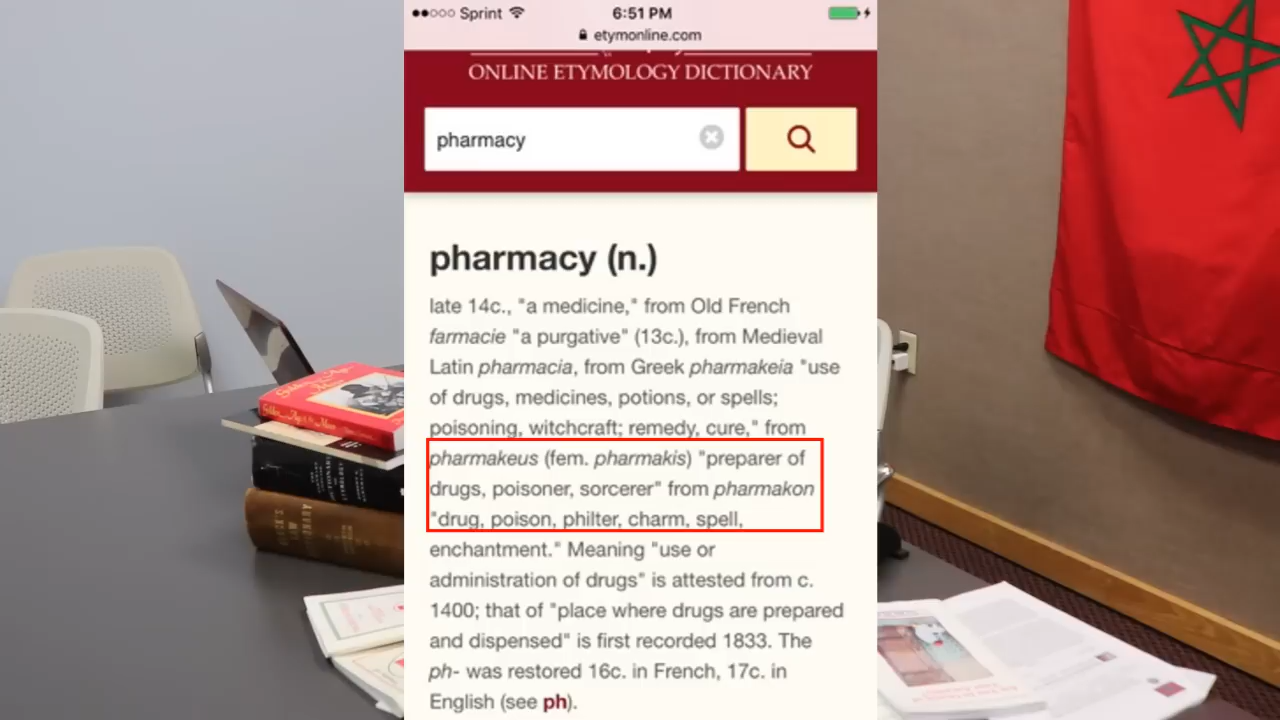 Sprint 6:51 PM
etymonline.com
ONLINE ETYMOLOGY DICTIONARY
pharmacy
pharmacy (n.)
late 14c., "a medicine," from Old French
farmacie "a purgative" (13c.), from Medieval
Latin pharmacia, from Greek pharmakeia "use
of drugs, medicines, potions, or spells;
poisoning, witchcraft; remedy, cure," from
pharmakeus (fem. pharmakis) "preparer of
drugs, poisoner, sorcerer" from pharmakon
"drug, poison, philter, charm, spell,
enchantment." Meaning "use or
administration of drugs" is attested from c.
1400; that of "place where drugs are prepared
and dispensed" is first recorded 1833. The
ph- was restored 16c. in French, 17c. in
English (see ph).